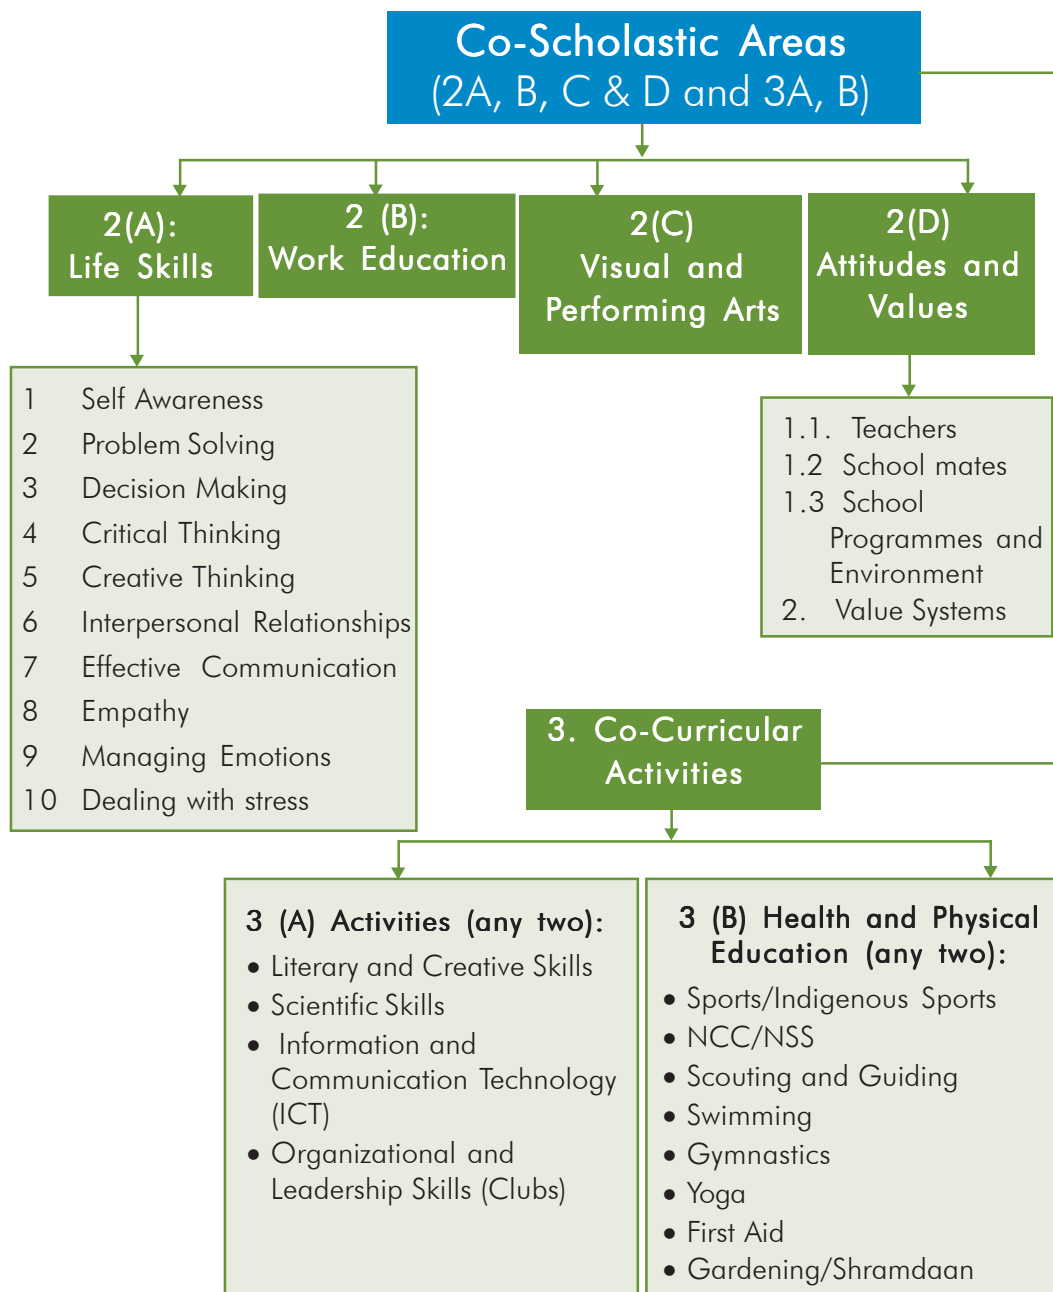 Co-Scholastic Areas
(2A, B, C & D and 3A, B)
2(A):
Life Skills
2 (B):
Work Education
2(C)
Visual and
Performing Arts
2(D)
Attitudes and
Values
1 Self Awareness
2 Problem Solving
3 Decision Making
4 Critical Thinking
5 Creative Thinking
6 Interpersonal Relationships
7 Effective Communication
8 Empathy
9 Managing Emotions
10 Dealing with stress
1.1. Teachers
1.2 School mates
1.3 School
Programmes and
Environment
2. Value Systems
3. Co-Curricular
Activities
3 (A) Activities (any two):
• Literary and Creative Skills
• Scientific Skills
• Information and
Communication Technology
(ICT)
• Organizational and
Leadership Skills (Clubs)
3 (B) Health and Physical
Education (any two):
• Sports/Indigenous Sports
• NCC/NSS
• Scouting and Guiding
• Swimming
• Gymnastics
• Yoga
• First Aid
• Gardening/Shramdaan